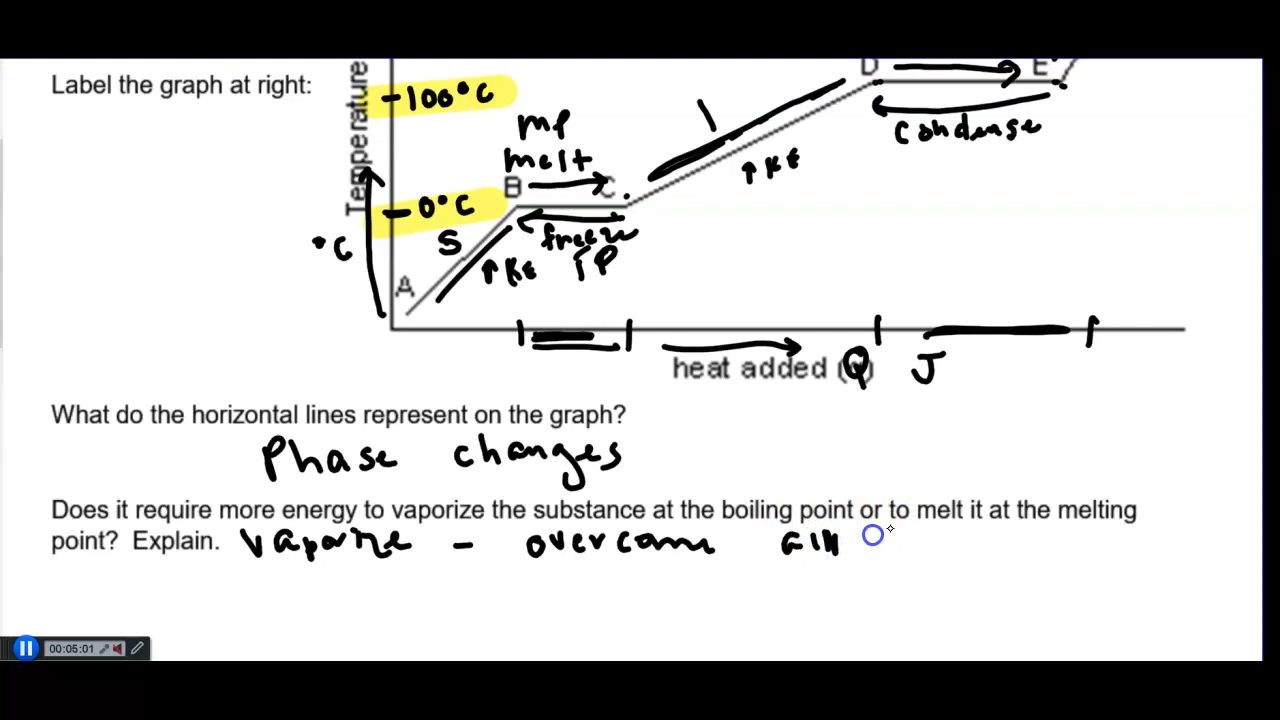 Label the graph at right:
Temperature
-100°C
D
E
MP
melt
l
condense
B
C
↑KE
-0°C
°C
S
freeze
FP
↑KE
A
heat added
Q
J
What do the horizontal lines represent on the graph?
Phase changes
Does it require more energy to vaporize the substance at the boiling point or to melt it at the melting
point? Explain. vaporize - overcome all
00:05:01